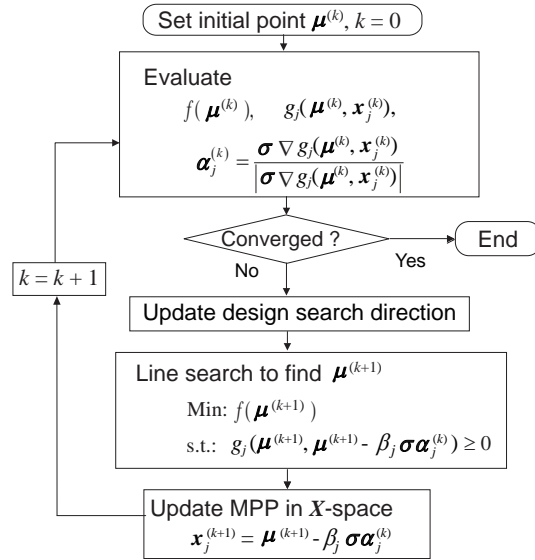 Set initial point μ^(k), k = 0
Evaluate
f(μ^(k)), g_j(μ^(k), x_j^(k)),
α_j^(k) = σ∇g_j(μ^(k), x_j^(k)) / |σ∇g_j(μ^(k), x_j^(k))|
Converged ?
End
Yes
No
k = k + 1
Update design search direction
Line search to find μ^(k+1)
Min: f(μ^(k+1))
s.t.: g_j(μ^(k+1), μ^(k+1) - β_j σα_j^(k)) ≥ 0
Update MPP in X-space
x_j^(k+1) = μ^(k+1) - β_j σα_j^(k)